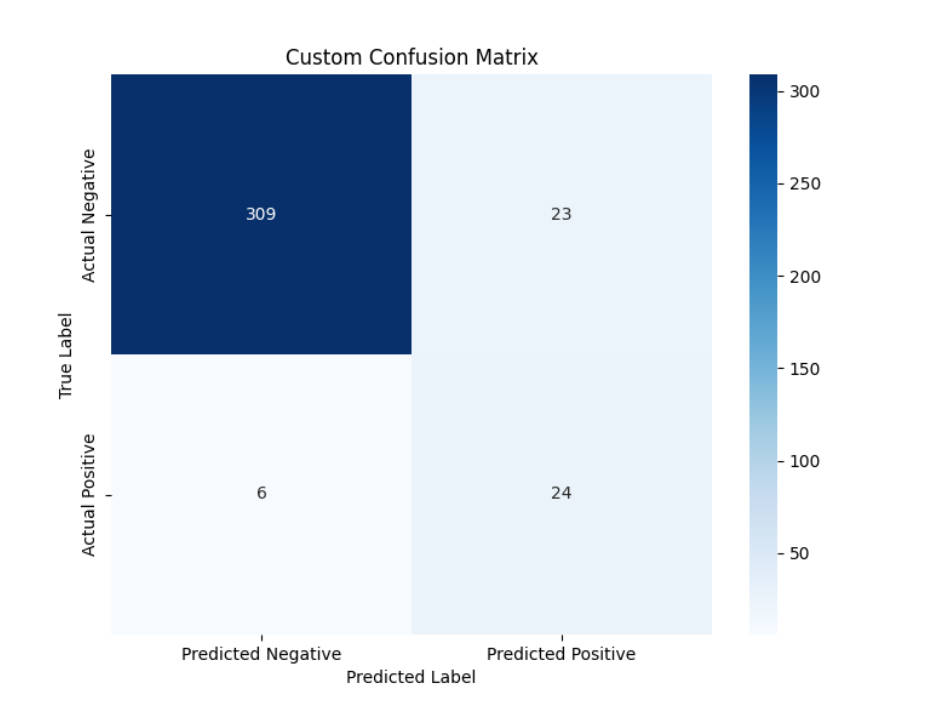 Custom Confusion Matrix
Actual Negative
309
23
True Label
Actual Positive
6
24
Predicted Negative
Predicted Positive
Predicted Label
300
250
200
150
100
50